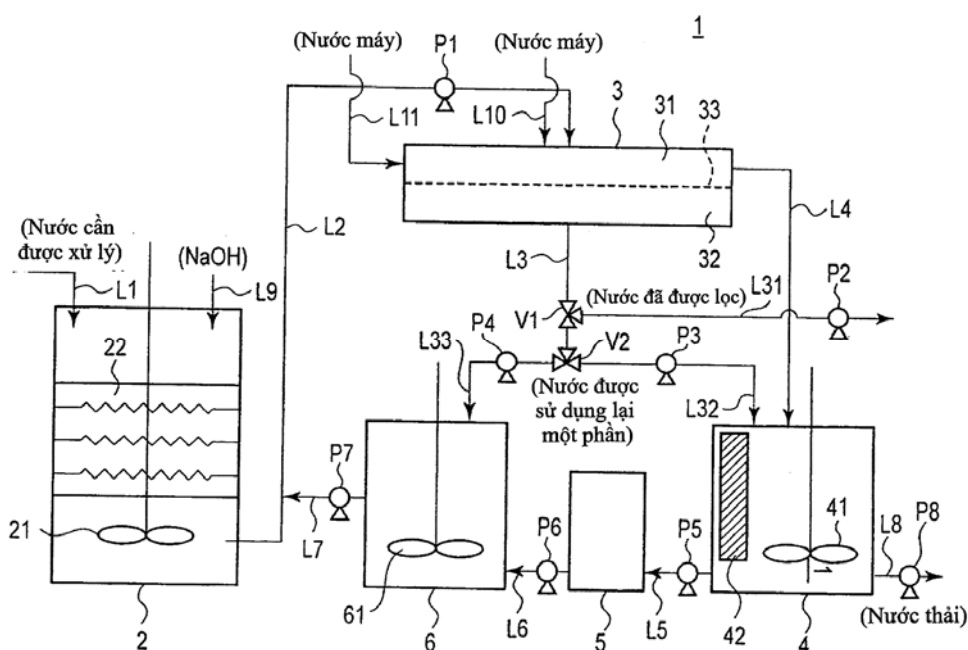 1
(Nước máy)
P1
(Nước máy)
L11
L10
3
31
33
L2
L4
(Nước cần
được xử lý)
(NaOH)
L3
32
L1
L9
(Nước đã được lọc)
L31
P2
V1
22
L33
P4
V2
P3
(Nước được
sử dụng lại
một phần)
L32
P7
21
L7
P6
P5
41
L8
P8
61
L6
L5
42
(Nước thải)
2
6
5
4